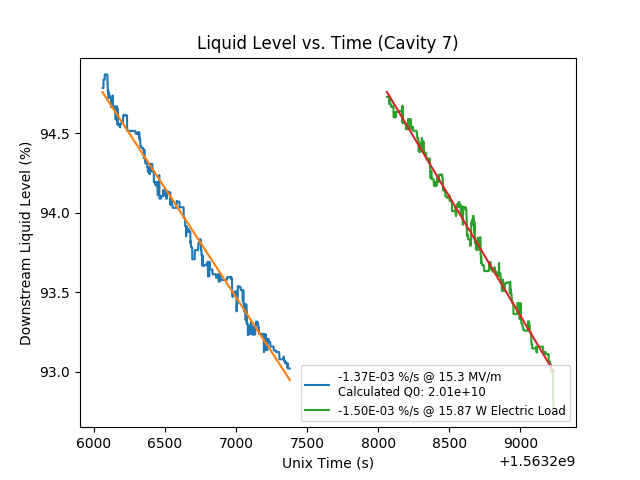 Liquid Level vs. Time (Cavity 7)
Downstream Liquid Level (%)
94.5
94.0
93.5
93.0
-1.37E-03 %/s @ 15.3 MV/m
Calculated Q0: 2.01e+10
-1.50E-03 %/s @ 15.87 W Electric Load
6000 6500 7000 7500 8000 8500 9000
Unix Time (s)
+1.5632e9